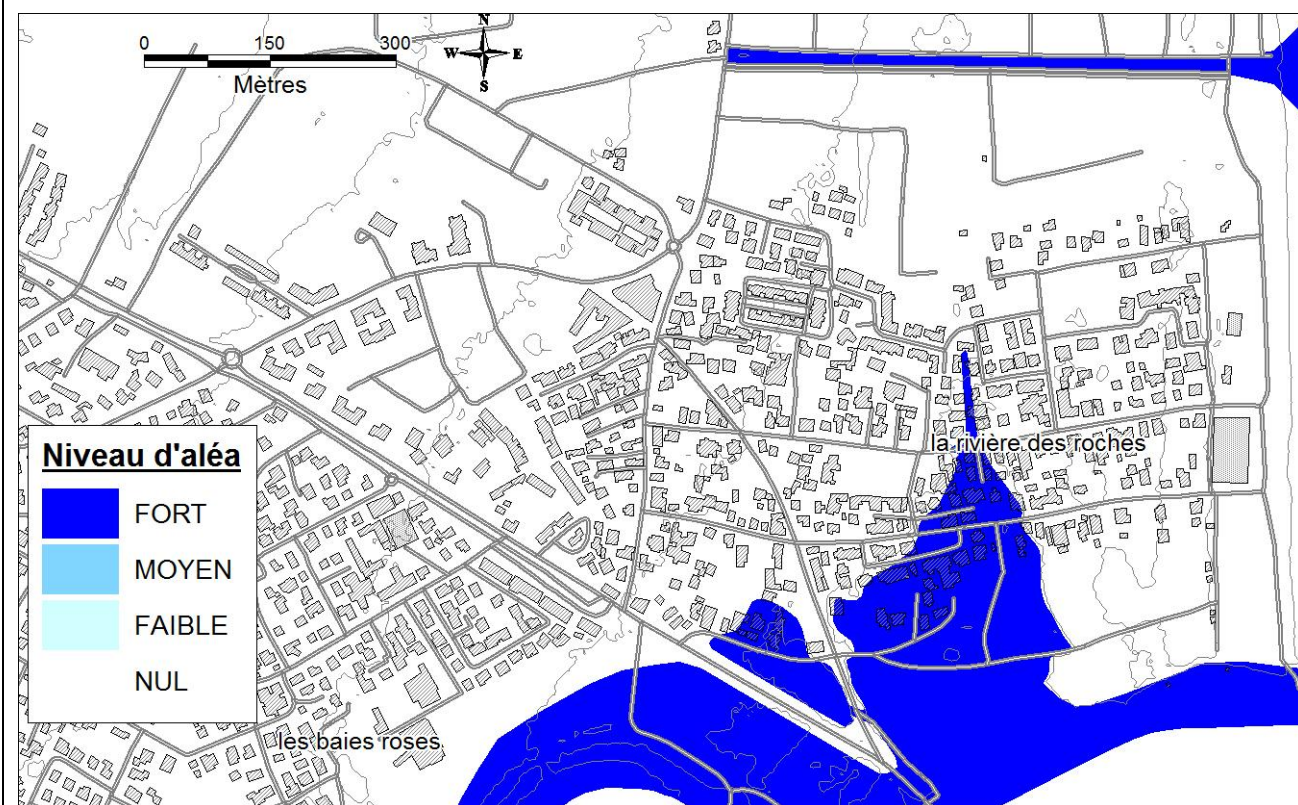 0 150 300
Mètres
N
W E
S
la rivière des roches
Niveau d'aléa
FORT
MOYEN
FAIBLE
NUL
les baies roses